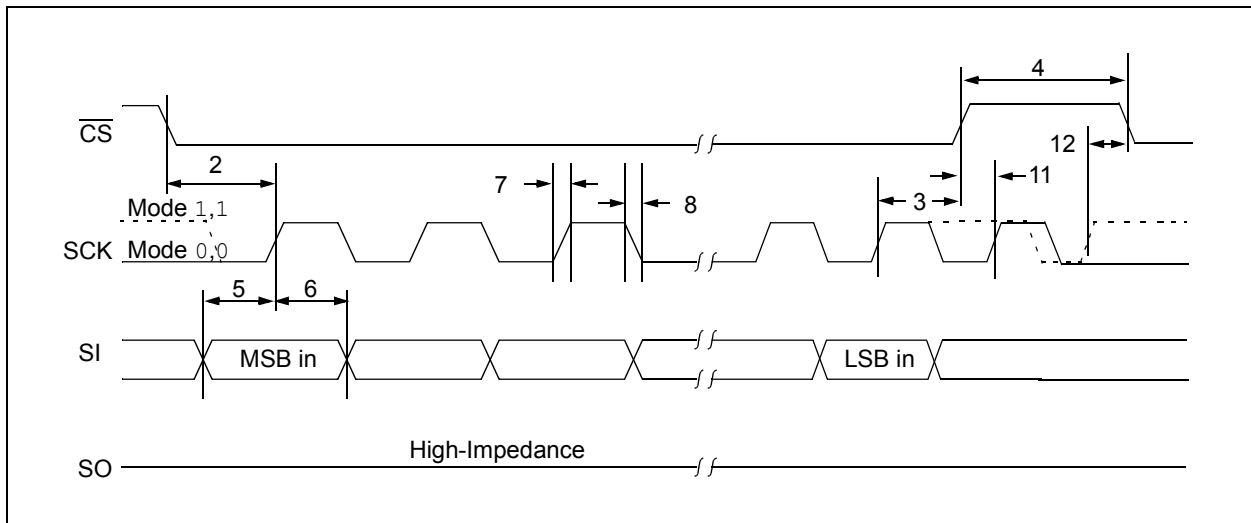 4
CS
12
2
7
8
3
11
Mode 1,1
SCK Mode 0,0
5 6
SI MSB in LSB in
High-Impedance
SO